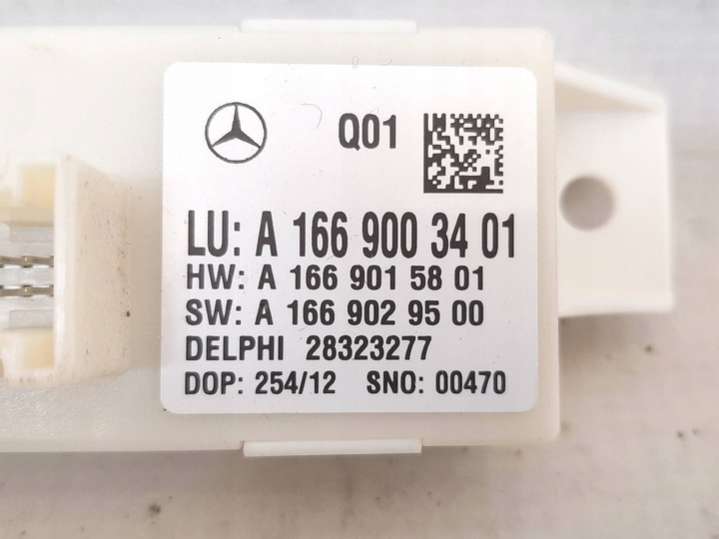 Q01
LU: A 166 900 34 01
HW: A 166 901 58 01
SW: A 166 902 95 00
DELPHI 28323277
DOP: 254/12 SNO: 00470